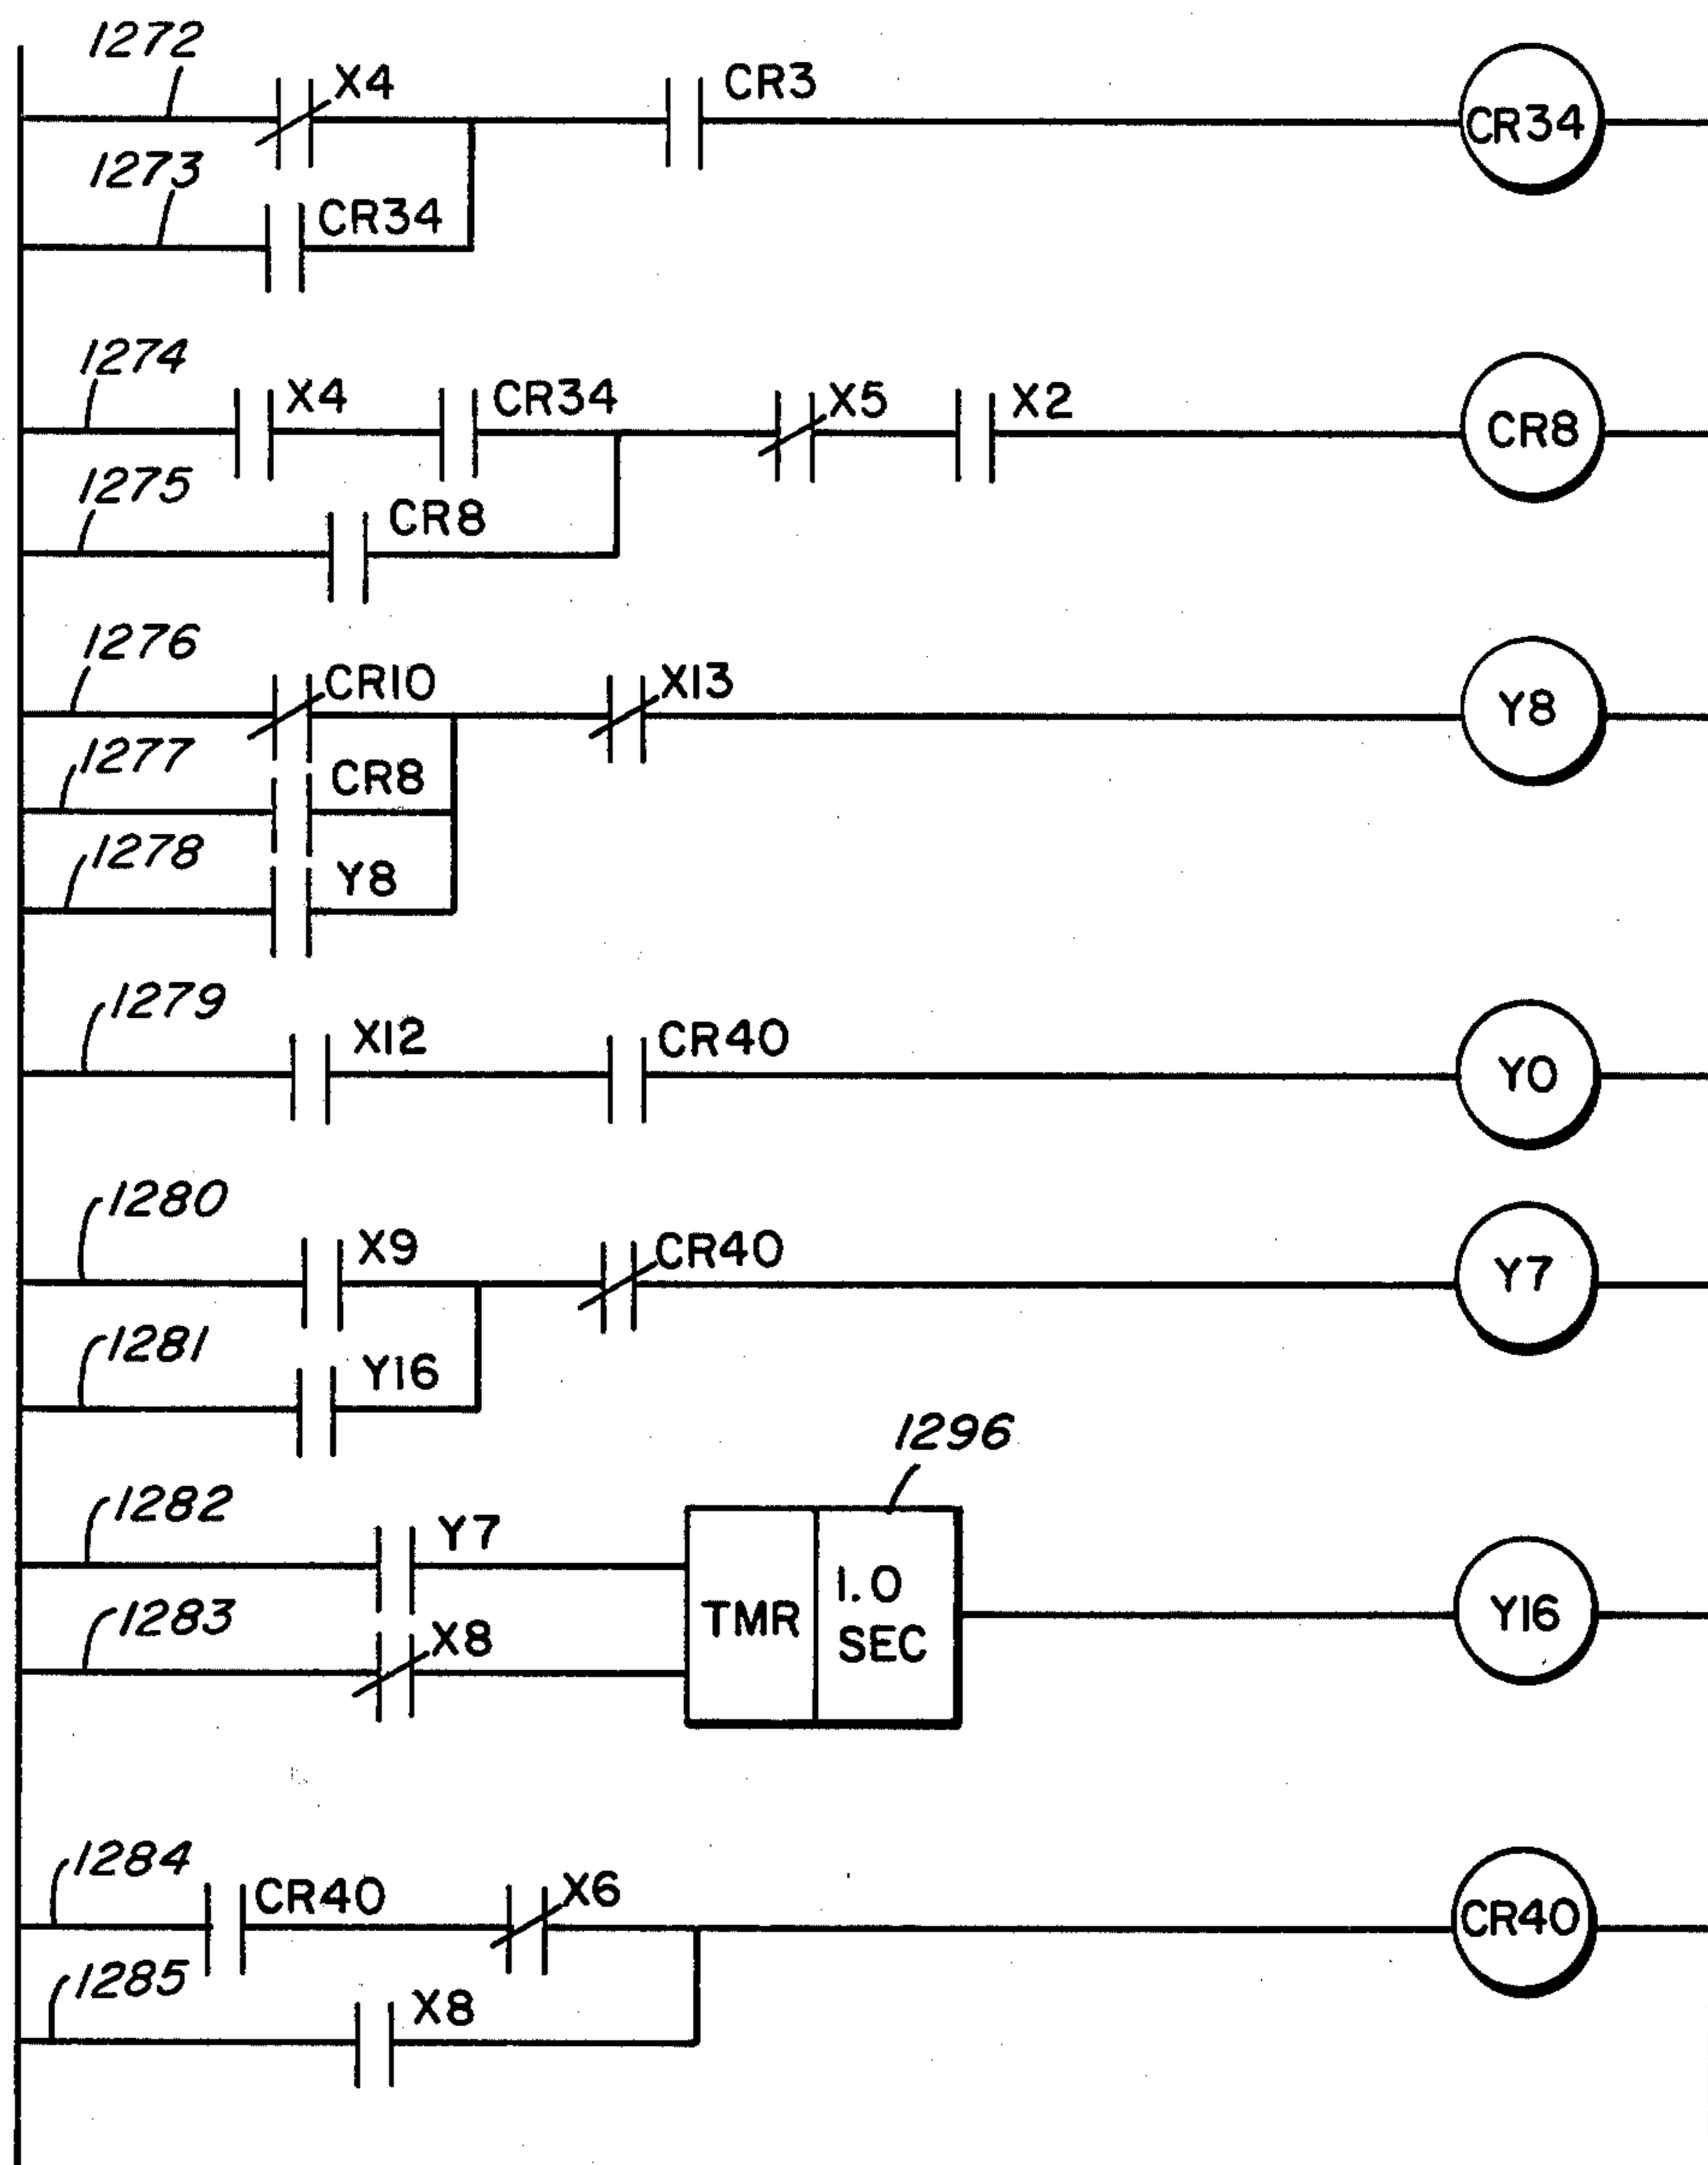 1272
X4
CR3
CR34
1273
CR34
1274
X4
CR34
X5
X2
CR8
1275
CR8
1276
CR10
X13
Y8
1277
CR8
1278
Y8
1279
X12
CR40
Y0
1280
X9
CR40
Y7
1281
Y16
1296
1282
Y7
TMR
1.0
SEC
Y16
1283
X8
1284
CR40
X6
CR40
1285
X8